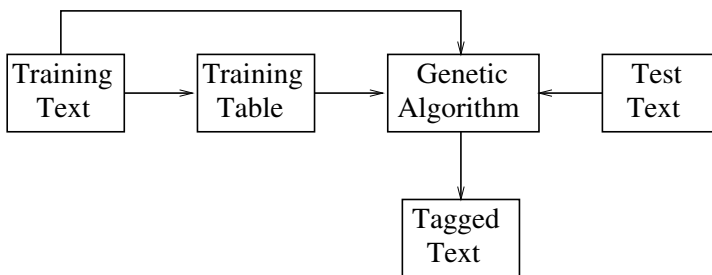 Training
Text
Training
Table
Genetic
Algorithm
Test
Text
Tagged
Text